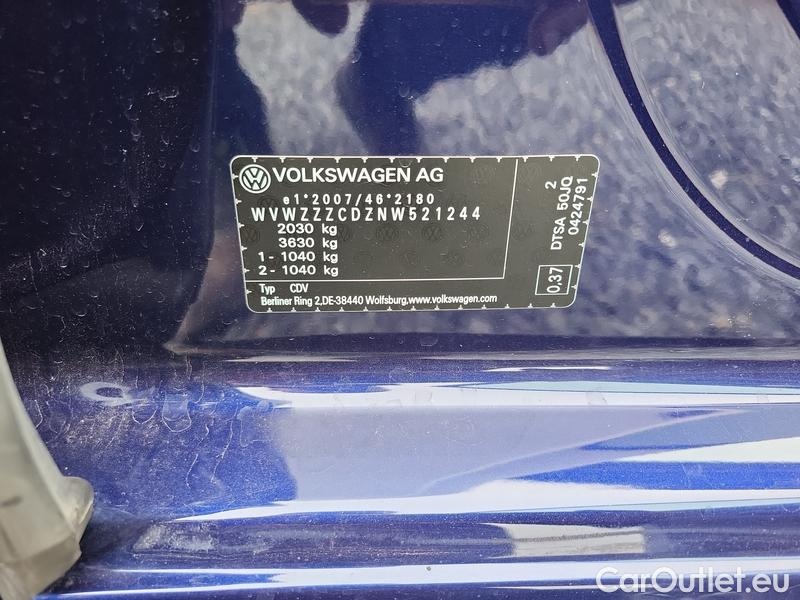 VOLKSWAGEN AG
e1*2007/46*2180
WVWZZZCDZNW521244
2030 kg
3630 kg
1- 1040 kg
2- 1040 kg
Typ CDV
Berliner Ring 2,DE-38440 Wolfsburg,www.volkswagen.com
2
DTSA 50JQ
0424791
0,37
CarOutlet.eu